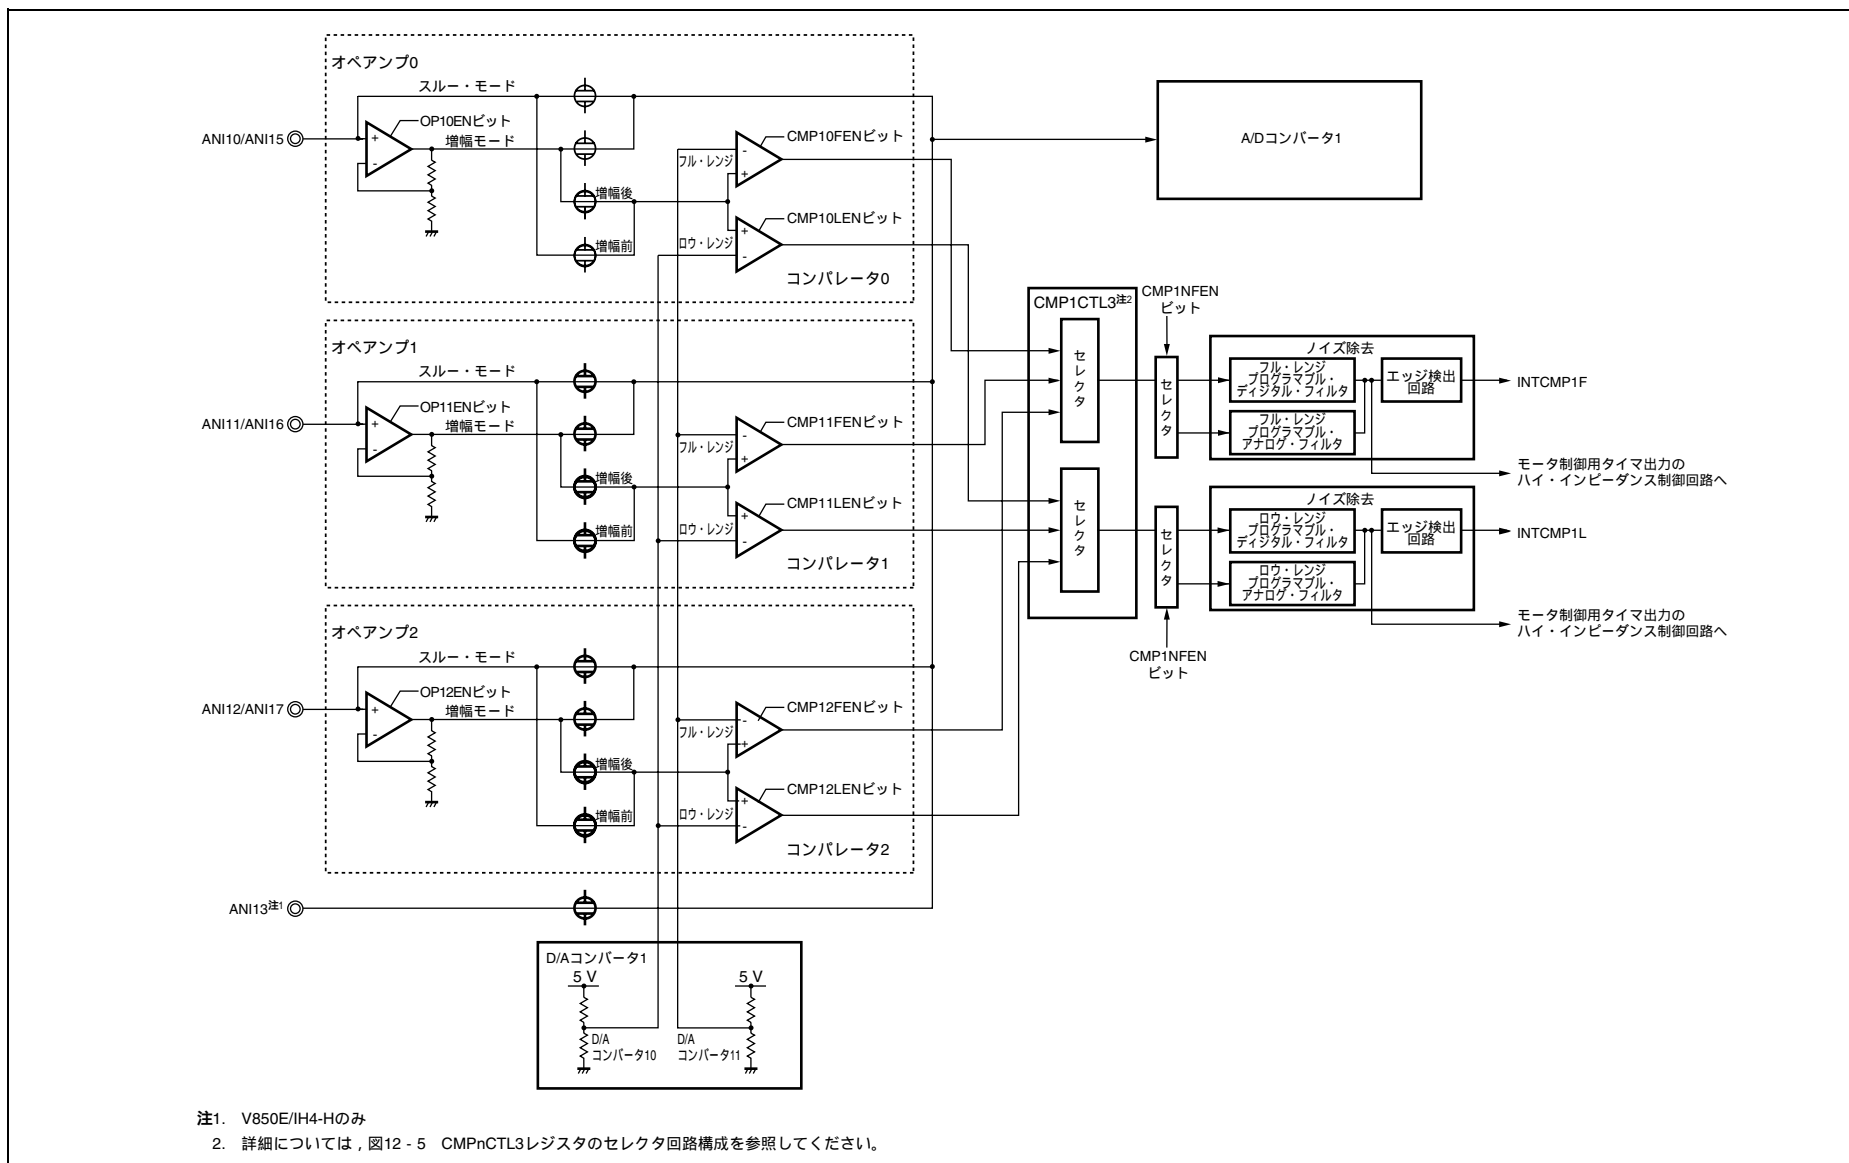 オペアンプ0
スルー・モード
ANI10/ANI15
+
-
OP10ENビット
増幅モード
増幅後
増幅前
フル・レンジ
-
+
CMP10FENビット
ロウ・レンジ
+
-
CMP10LENビット
コンパレータ0
A/Dコンバータ1
オペアンプ1
スルー・モード
ANI11/ANI16
+
-
OP11ENビット
増幅モード
増幅後
増幅前
フル・レンジ
-
+
CMP11FENビット
ロウ・レンジ
+
-
CMP11LENビット
コンパレータ1
オペアンプ2
スルー・モード
ANI12/ANI17
+
-
OP12ENビット
増幅モード
増幅後
増幅前
フル・レンジ
-
+
CMP12FENビット
ロウ・レンジ
+
-
CMP12LENビット
コンパレータ2
ANI13注1
CMP1CTL3注2
セレクタ
セレクタ
CMP1NFEN
ビット
セレクタ
ノイズ除去
フル・レンジ
プログラマブル・
ディジタル・フィルタ
エッジ検出
回路
INTCMP1F
フル・レンジ
プログラマブル・
アナログ・フィルタ
モータ制御用タイマ出力の
ハイ・インピーダンス制御回路へ
セレクタ
CMP1NFEN
ビット
ノイズ除去
ロウ・レンジ
プログラマブル・
ディジタル・フィルタ
エッジ検出
回路
INTCMP1L
ロウ・レンジ
プログラマブル・
アナログ・フィルタ
モータ制御用タイマ出力の
ハイ・インピーダンス制御回路へ
D/Aコンバータ1
5 V
5 V
D/A
コンバータ10
D/A
コンバータ11
注1. V850E/IH4-Hのみ
2. 詳細については，図12 - 5 CMPnCTL3レジスタのセレクタ回路構成を参照してください。